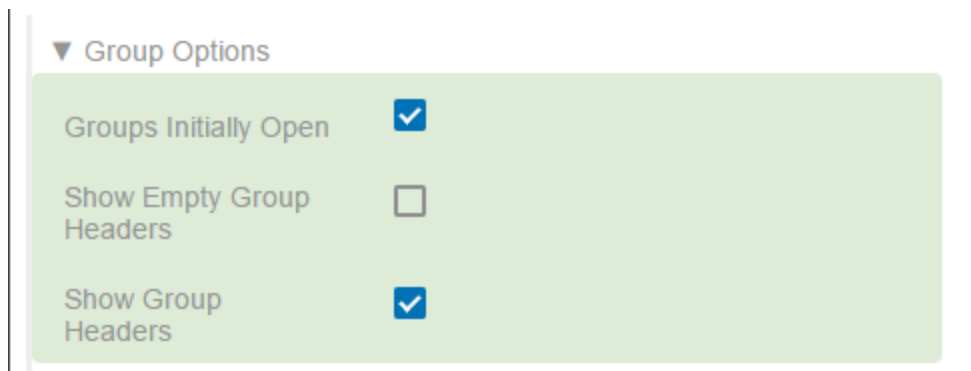 Group Options
Groups Initially Open
Show Empty Group
Headers
Show Group
Headers